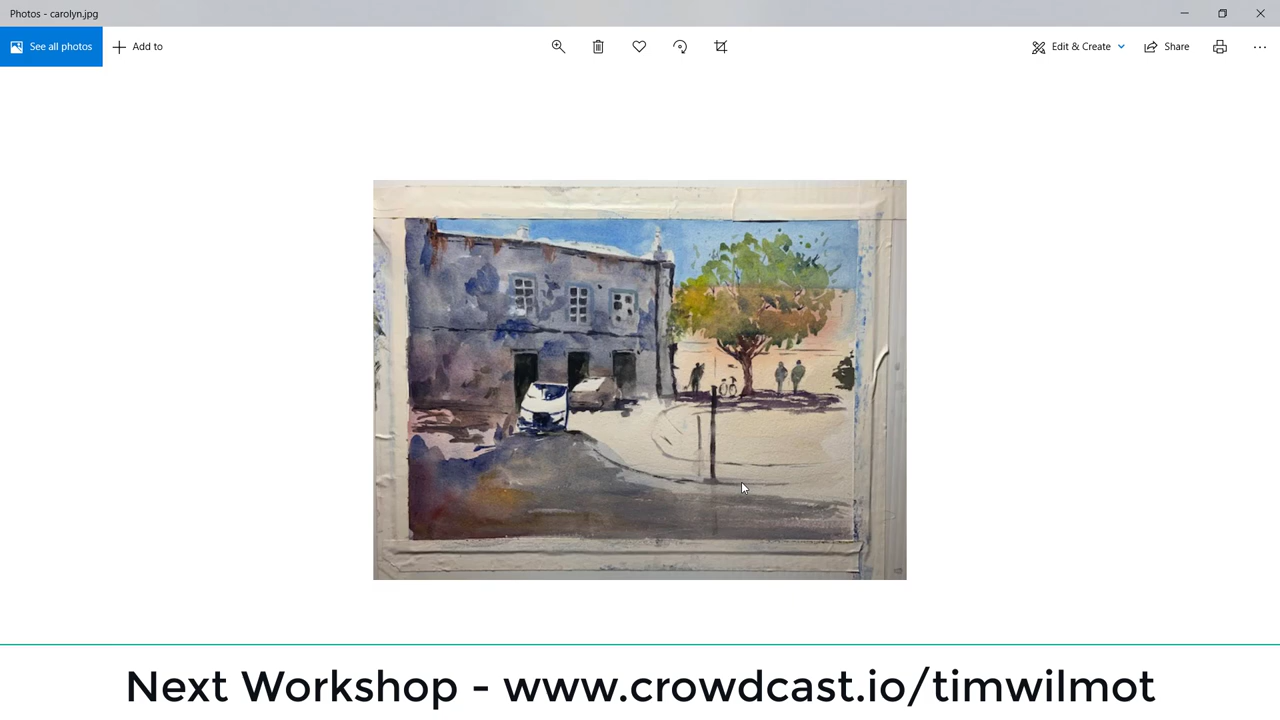 Photos - carolyn.jpg
See all photos
Add to
Edit & Create
Share
Next Workshop - www.crowdcast.io/timwilmot